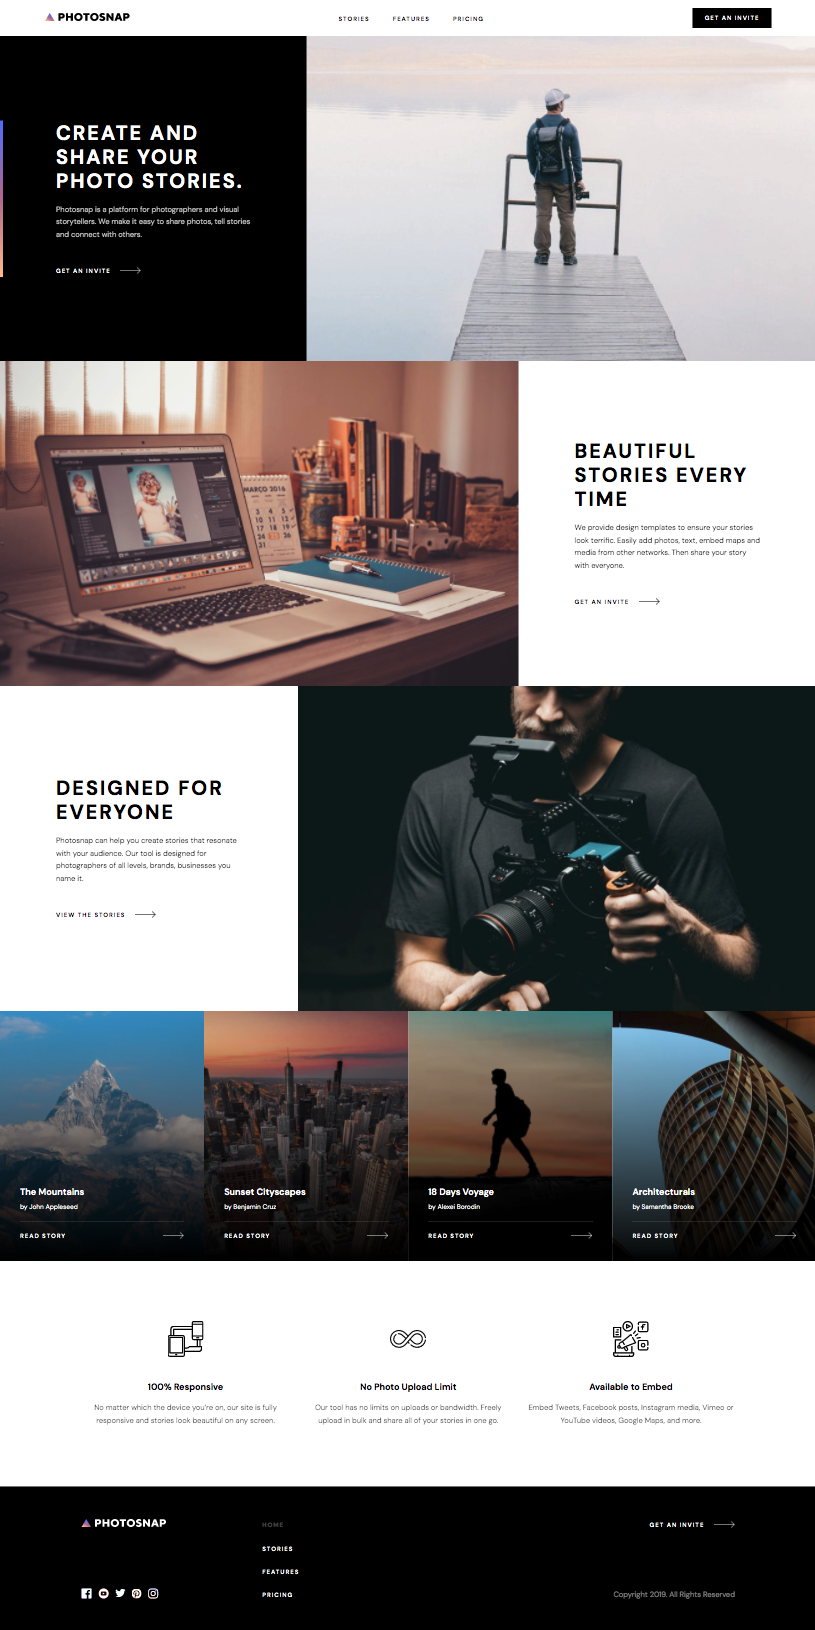 PHOTOSNAP
STORIES FEATURES PRICING
GET AN INVITE
CREATE AND
SHARE YOUR
PHOTO STORIES.
Photosnap is a platform for photographers and visual
storytellers. We make it easy to share photos, tell stories
and connect with others.
GET AN INVITE
MARÇO 2016
BEAUTIFUL
STORIES EVERY
TIME
We provide design templates to ensure your stories
look terrific. Easily add photos, text, embed maps and
media from other networks. Then share your story
with everyone.
GET AN INVITE
DESIGNED FOR
EVERYONE
Photosnap can help you create stories that resonate
with your audience. Our tool is designed for
photographers of all levels, brands, businesses you
name it.
VIEW THE STORIES
The Mountains
by John Appleseed
READ STORY
Sunset Cityscapes
by Benjamin Cruz
READ STORY
18 Days Voyage
by Alexei Borodin
READ STORY
Architecturals
by Samantha Brooke
READ STORY
100% Responsive
No matter which the device you're on, our site is fully
responsive and stories look beautiful on any screen.
No Photo Upload Limit
Our tool has no limits on uploads or bandwidth. Freely
upload in bulk and share all of your stories in one go.
Available to Embed
Embed Tweets, Facebook posts, Instagram media, Vimeo or
YouTube videos, Google Maps, and more.
PHOTOSNAP
HOME
STORIES
FEATURES
PRICING
GET AN INVITE
Copyright 2019. All Rights Reserved